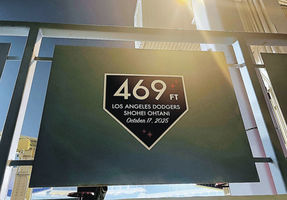 469 FT
LOS ANGELES DODGERS
SHOHEI OHTANI
October 17, 2025